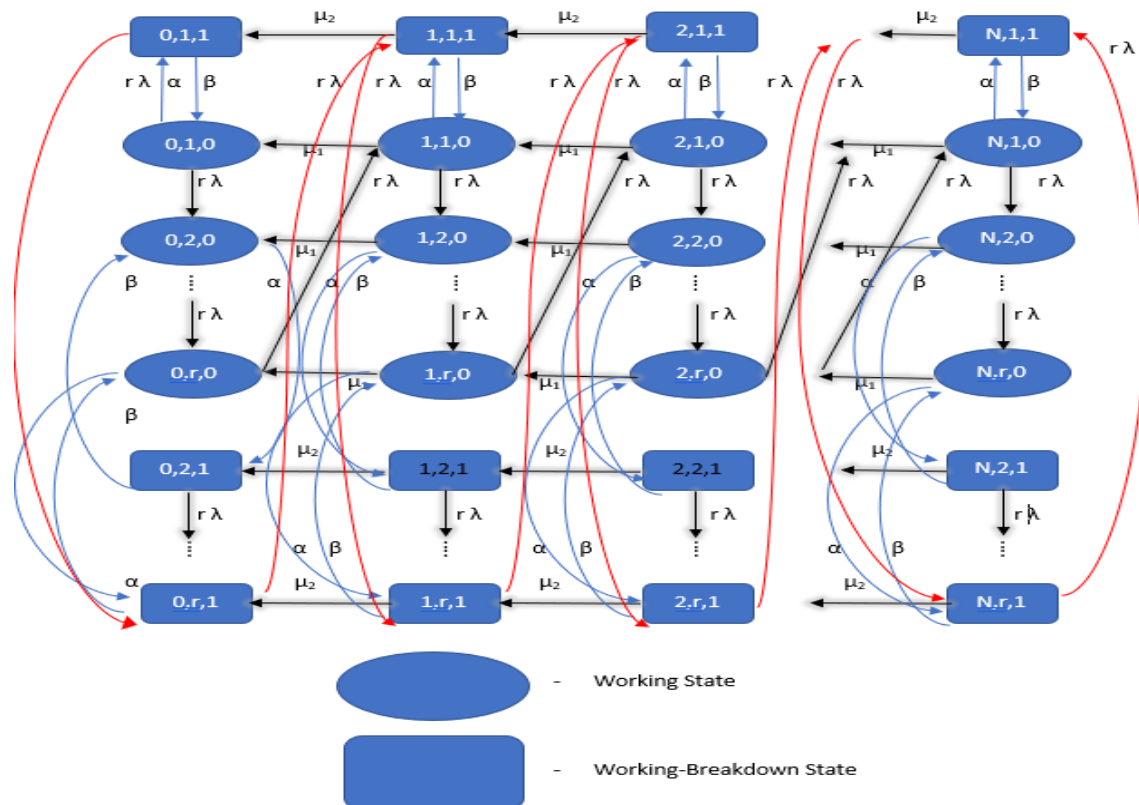 μ₂ μ₂ μ₂
0,1,1 1,1,1 2,1,1 N,1,1
r λ
r λ α β r λ r λ α β r λ r λ α β r λ r λ α β
0,1,0 1,1,0 2,1,0 N,1,0
μ₁ μ₁ μ₁
r λ r λ r λ r λ r λ r λ r λ r λ
0,2,0 1,2,0 2,2,0 N,2,0
μ₁ μ₁ μ₁
β α α β α β α β
⋮ ⋮ ⋮ ⋮
r λ r λ r λ r λ
0.r,0 1.r,0 2.r,0 N.r,0
μ₁ μ₁ μ₁
β
μ₂ μ₂ μ₂
0,2,1 1,2,1 2,2,1 N,2,1
r λ r λ r λ r λ
⋮ ⋮ ⋮ ⋮
α β α β α β
α μ₂ μ₂ μ₂
0.r,1 1.r,1 2.r,1 N.r,1
- Working State
- Working-Breakdown State